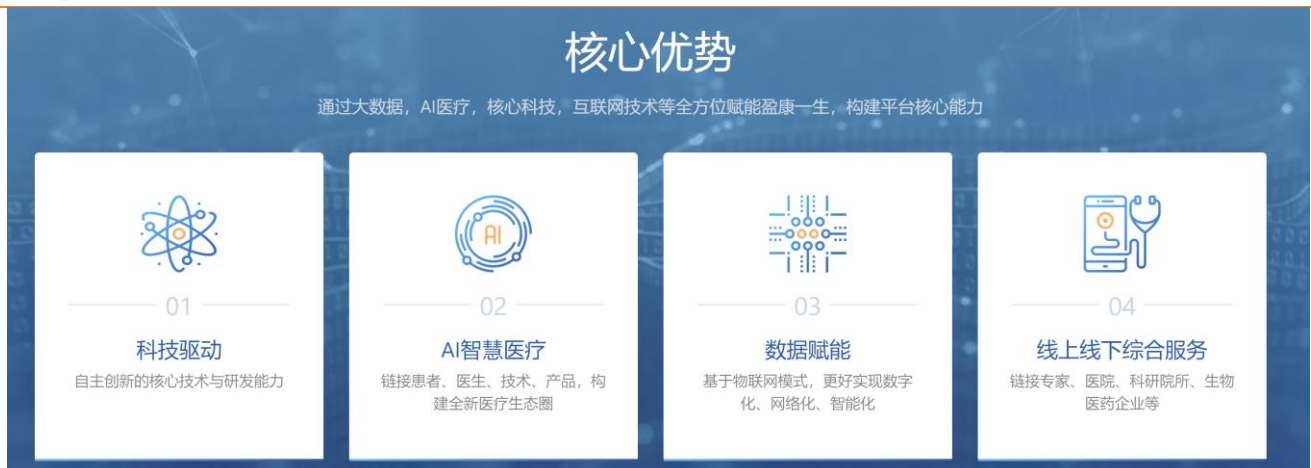 核心优势
通过大数据，AI医疗，核心科技，互联网技术等全方位赋能盈康一生，构建平台核心能力
AI
01
科技驱动
自主创新的核心技术与研发能力
02
AI智慧医疗
链接患者、医生、技术、产品，构
建全新医疗生态圈
03
数据赋能
基于物联网模式，更好实现数字
化、网络化、智能化
04
线上线下综合服务
链接专家、医院、科研院所、生物
医药企业等